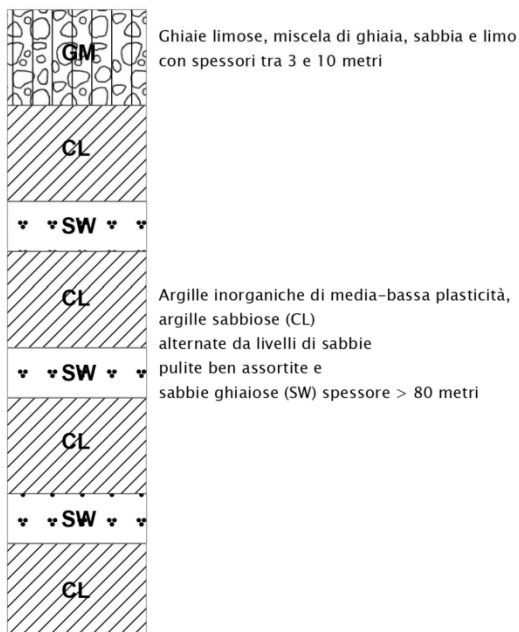 GM
Ghiaie limose, miscela di ghiaia, sabbia e limo
con spessori tra 3 e 10 metri
CL
SW
CL
Argille inorganiche di media-bassa plasticità,
argille sabbiose (CL)
alternate da livelli di sabbie
pulite ben assortite e
sabbie ghiaiose (SW) spessore > 80 metri
SW
CL
SW
CL